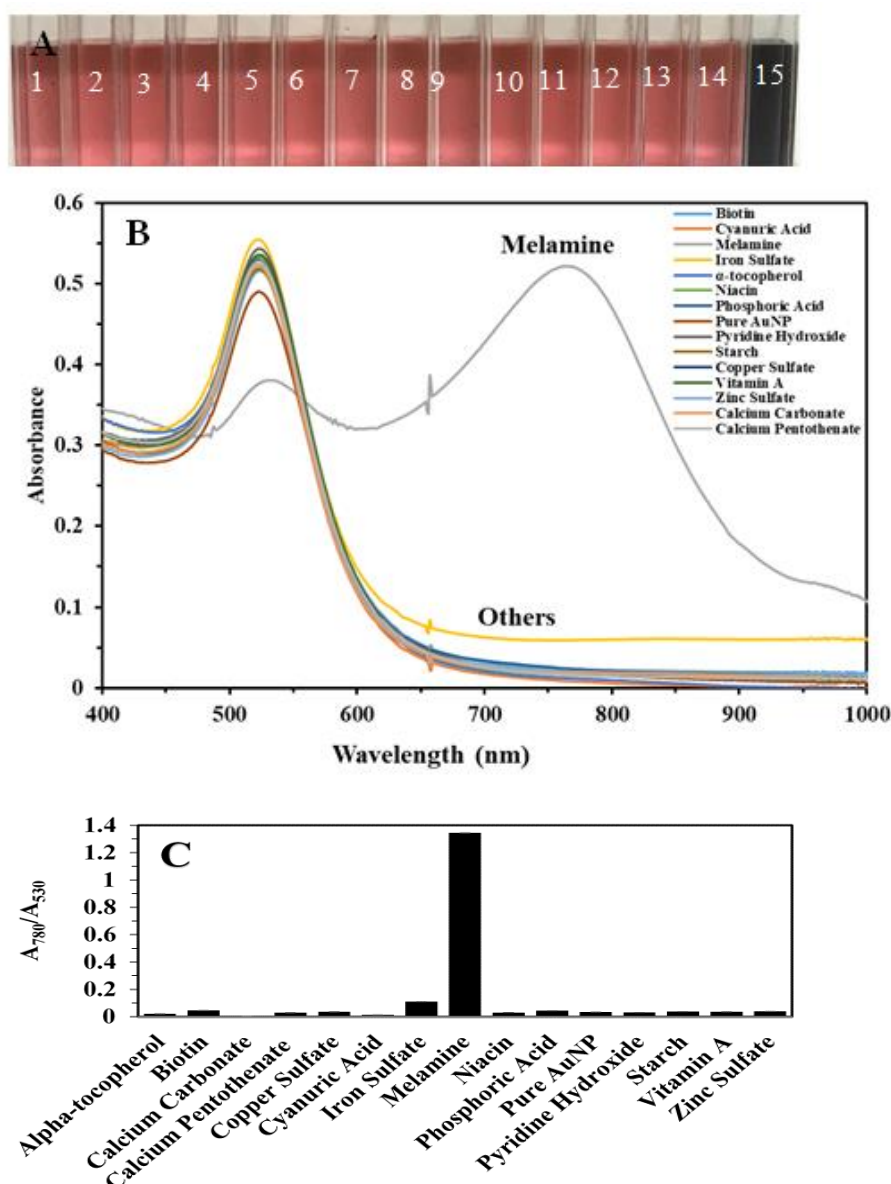 A
1 2 3 4 5 6 7 8 9 10 11 12 13 14 15
B
0.6
0.5
0.4
0.3
0.2
0.1
0
Absorbance
Melamine
Others
Biotin
Cyanuric Acid
Melamine
Iron Sulfate
α-tocopherol
Niacin
Phosphoric Acid
Pure AuNP
Pyridine Hydroxide
Starch
Copper Sulfate
Vitamin A
Zinc Sulfate
Calcium Carbonate
Calcium Pentothenate
400 500 600 700 800 900 1000
Wavelength (nm)
C
1.4
1.2
1
0.8
0.6
0.4
0.2
0
A780/A530
Alpha-tocopherol
Biotin
Calcium Carbonate
Calcium Pentothenate
Copper Sulfate
Cyanuric Acid
Iron Sulfate
Melamine
Niacin
Phosphoric Acid
Pure AuNP
Pyridine Hydroxide
Starch
Vitamin A
Zinc Sulfate